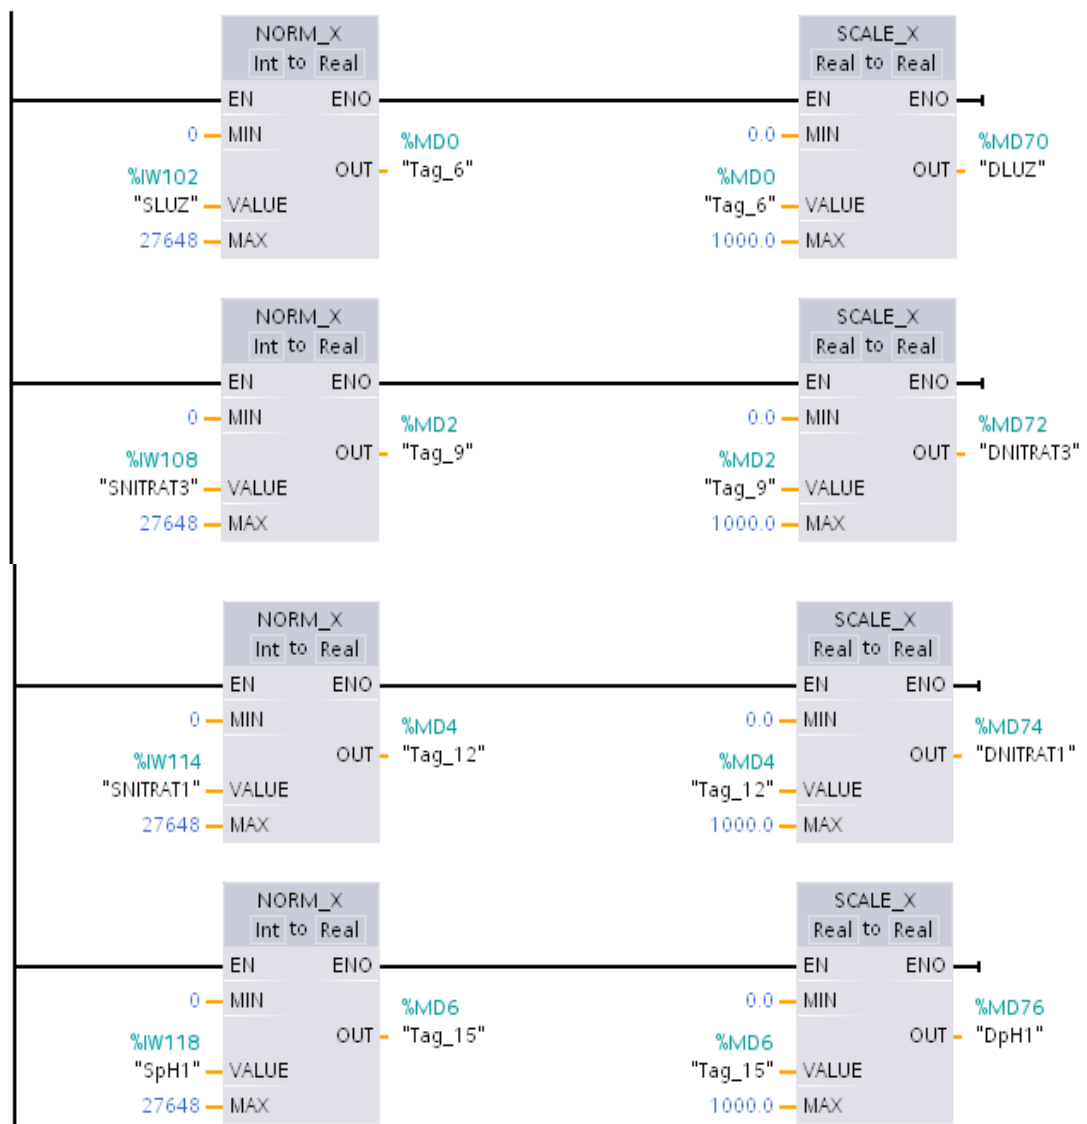 NORM_X
Int to Real
EN ENO
0 MIN
%MD0
OUT "Tag_6"
%IW102
"SLUZ" VALUE
27648 MAX
SCALE_X
Real to Real
EN ENO
0.0 MIN
%MD70
OUT "DLUZ"
%MD0
"Tag_6" VALUE
1000.0 MAX
NORM_X
Int to Real
EN ENO
0 MIN
%MD2
OUT "Tag_9"
%IW108
"SNITRAT3" VALUE
27648 MAX
SCALE_X
Real to Real
EN ENO
0.0 MIN
%MD72
OUT "DNITRAT3"
%MD2
"Tag_9" VALUE
1000.0 MAX
NORM_X
Int to Real
EN ENO
0 MIN
%MD4
OUT "Tag_12"
%IW114
"SNITRAT1" VALUE
27648 MAX
SCALE_X
Real to Real
EN ENO
0.0 MIN
%MD74
OUT "DNITRAT1"
%MD4
"Tag_12" VALUE
1000.0 MAX
NORM_X
Int to Real
EN ENO
0 MIN
%MD6
OUT "Tag_15"
%IW118
"SpH1" VALUE
27648 MAX
SCALE_X
Real to Real
EN ENO
0.0 MIN
%MD76
OUT "DpH1"
%MD6
"Tag_15" VALUE
1000.0 MAX